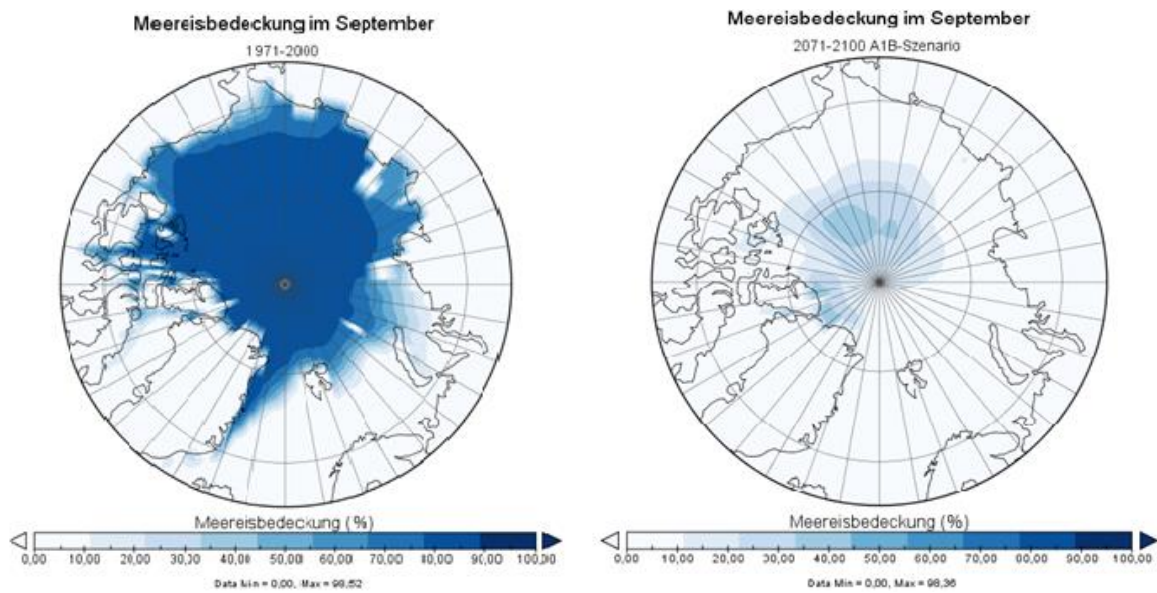 Meereisbedeckung im September
1971-2000
Meereisbedeckung (%)
0,00 10,00 20,00 30,00 40,00 50,00 60,00 70,00 80,00 90,00 100,00
Data Min = 0,00, Max = 98,52
Meereisbedeckung im September
2071-2100 A1B-Szenario
Meereisbedeckung (%)
0,00 10,00 20,00 30,00 40,00 50,00 60,00 70,00 80,00 90,00 100,00
Data Min = 0,00, Max = 98,36